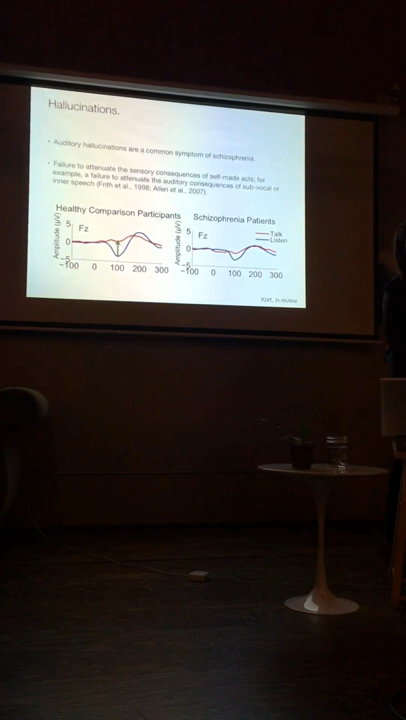 Hallucinations.
• Auditory hallucinations are a common symptom of schizophrenia.
• Failure to attenuate the sensory consequences of self-made acts; for
example, a failure to attenuate the auditory consequences of sub-vocal or
inner speech (Frith et al., 1998; Allen et al., 2007).
Healthy Comparison Participants
Amplitude (µV)
5
0
-5
Fz
-100 0 100 200 300
Schizophrenia Patients
Amplitude (µV)
5
0
-5
Fz
Talk
Listen
-100 0 100 200 300
Kort, in review